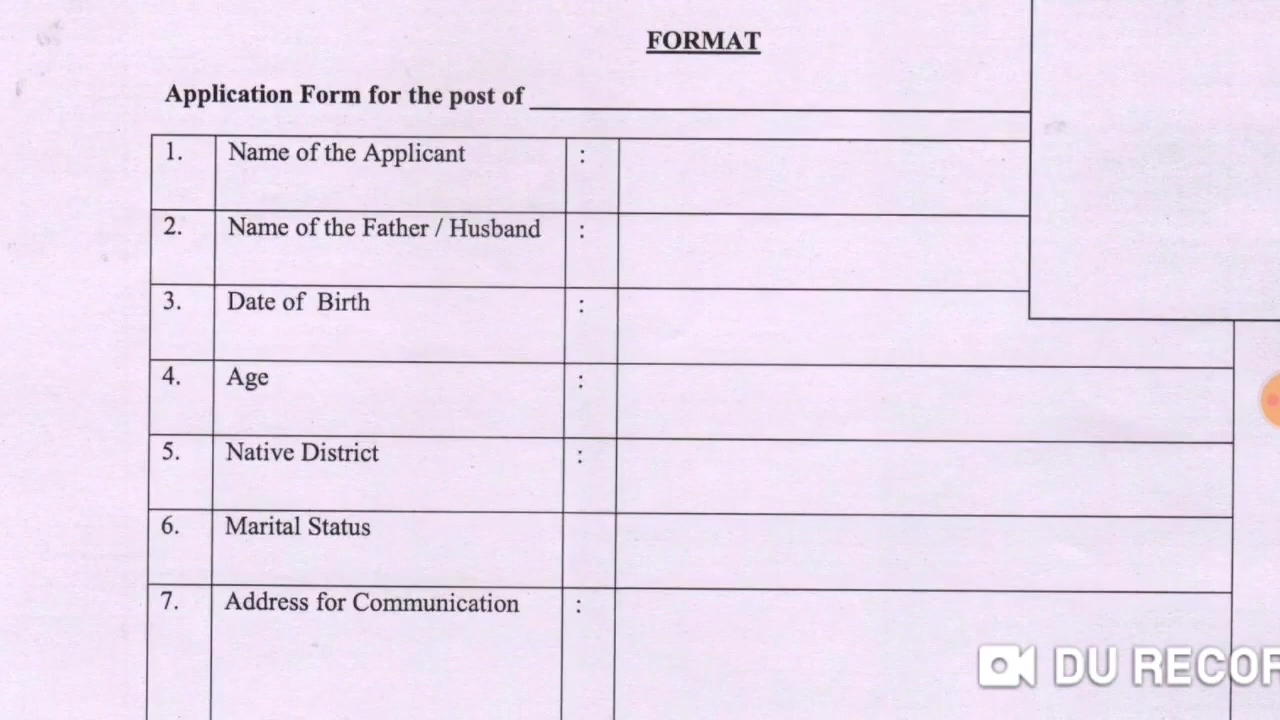 FORMAT
Application Form for the post of
1. Name of the Applicant :
2. Name of the Father / Husband :
3. Date of Birth :
4. Age :
5. Native District :
6. Marital Status
7. Address for Communication :
DU RECOR